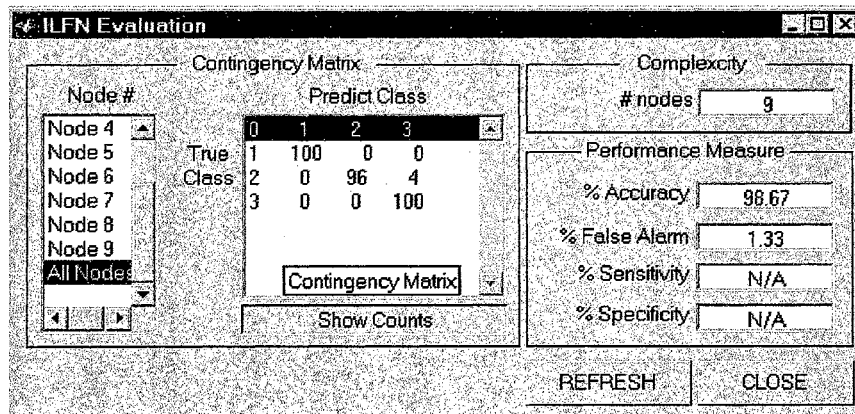 ILFN Evaluation
Contingency Matrix
Node #
Node 4
Node 5
Node 6
Node 7
Node 8
Node 9
All Nodes
Predict Class
True Class
0 1 2 3
1 100 0 0
2 0 96 4
3 0 0 100
Contingency Matrix
Show Counts
Complexcity
# nodes 9
Performance Measure
% Accuracy 98.67
% False Alarm 1.33
% Sensitivity N/A
% Specificity N/A
REFRESH
CLOSE